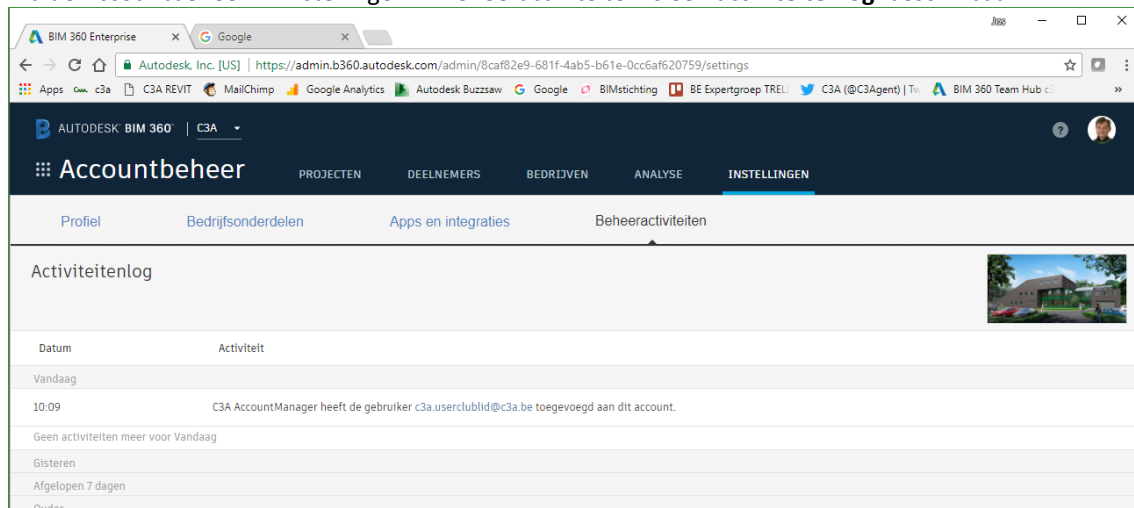 Jos
BIM 360 Enterprise
Google
Autodesk, Inc. [US] | https://admin.b360.autodesk.com/admin/8caf82e9-681f-4ab5-b61e-0cc6af620759/settings
Apps c3a C3A REVIT MailChimp Google Analytics Autodesk Buzzsaw Google BIMstichting BE Expertgroep TREL C3A (@C3Agent) | Tw BIM 360 Team Hub c3 »
AUTODESK® BIM 360™ | C3A
Accountbeheer PROJECTEN DEELNEMERS BEDRIJVEN ANALYSE INSTELLINGEN
Profiel Bedrijfsonderdelen Apps en integraties Beheeractiviteiten
Activiteitenlog
Datum Activiteit
Vandaag
10:09 C3A AccountManager heeft de gebruiker c3a.userclublid@c3a.be toegevoegd aan dit account.
Geen activiteiten meer voor Vandaag
Gisteren
Afgelopen 7 dagen
Ouder